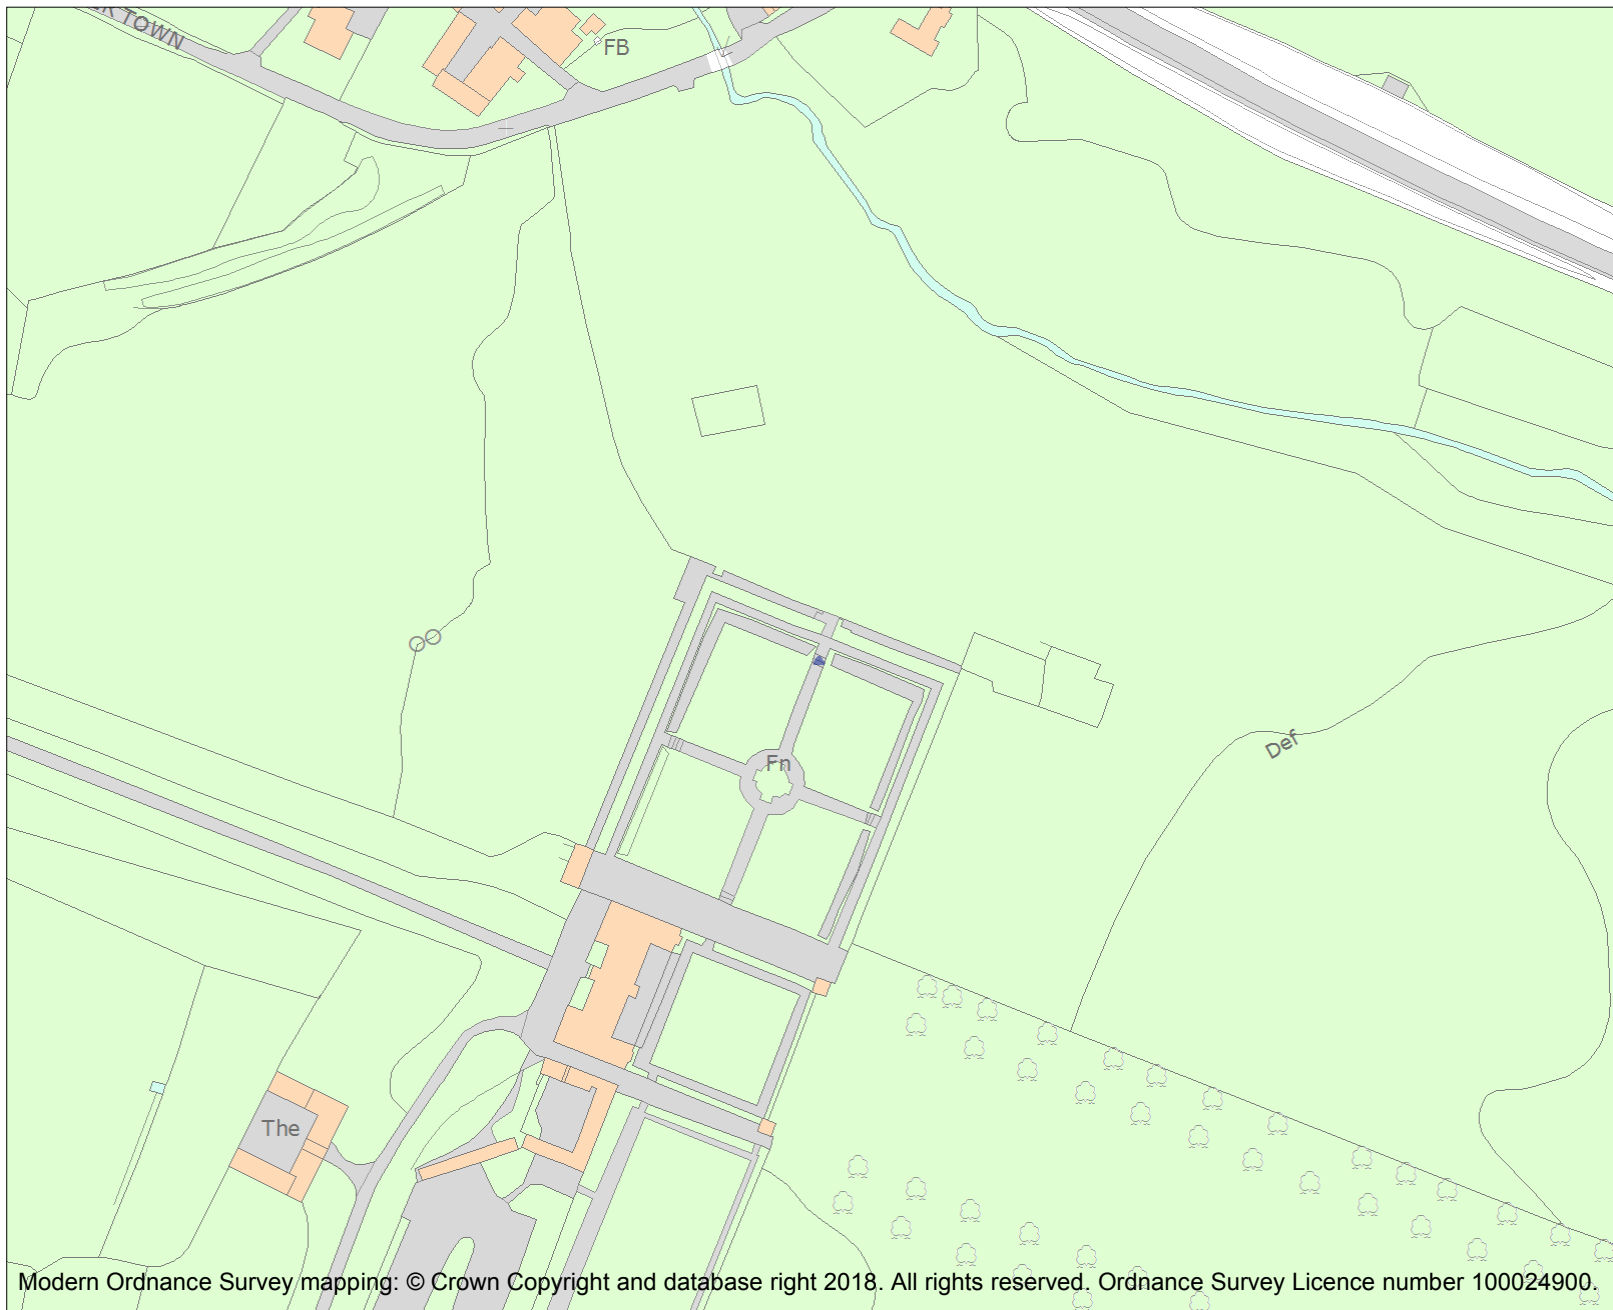 TOWN
FB
Fn
Def
The
Modern Ordnance Survey mapping: © Crown Copyright and database right 2018. All rights reserved. Ordnance Survey Licence number 100024900.